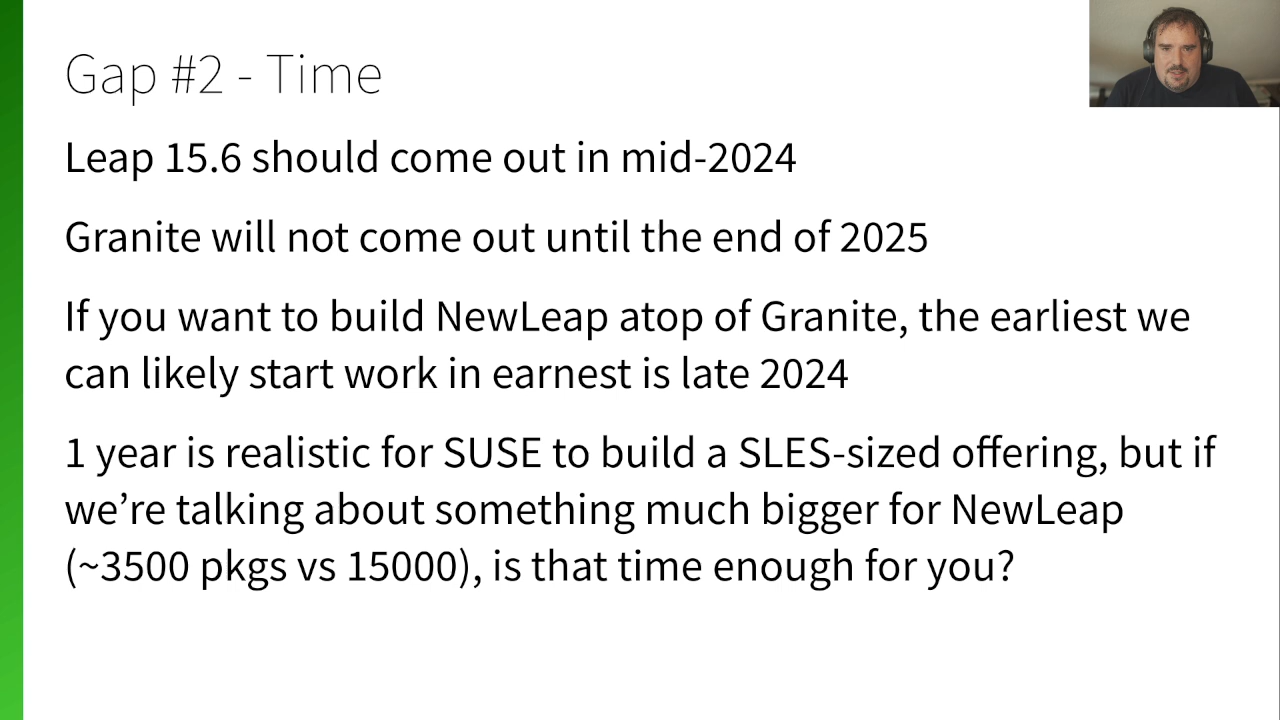 Gap #2 - Time
Leap 15.6 should come out in mid-2024
Granite will not come out until the end of 2025
If you want to build NewLeap atop of Granite, the earliest we
can likely start work in earnest is late 2024
1 year is realistic for SUSE to build a SLES-sized offering, but if
we’re talking about something much bigger for NewLeap
(~3500 pkgs vs 15000), is that time enough for you?